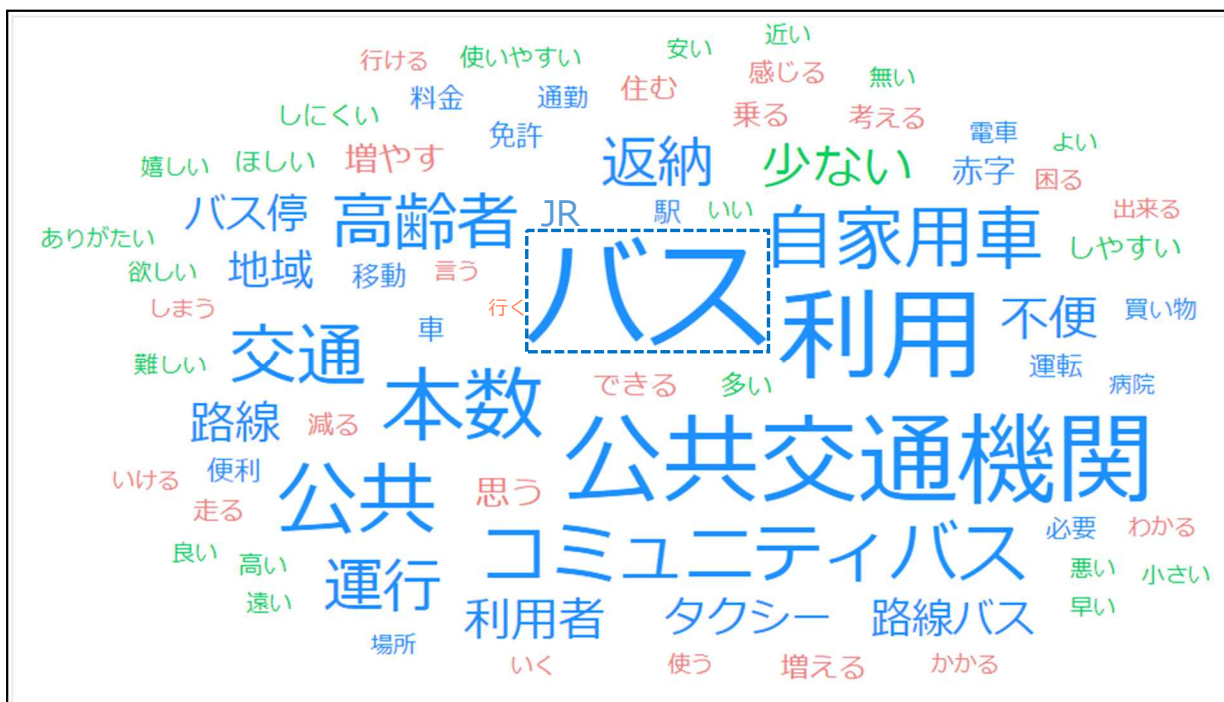 近い
行ける 使いやすい 安い 感じる 無い
料金 通勤 住む
しにくい 免許 乗る 考える 電車 よい
嬉しい ほしい 増やす 返納 少ない 赤字 困る
バス停 高齢者 JR 駅 いい 自家用車 出来る
ありがたい しやすい
欲しい 地域 移動 言う バス
しまう 行く 利用 不便 買い物
車
難しい 交通 運転
本数 できる 多い 病院
路線 減る
いける 便利 公共 思う 公共交通機関
走る
良い 高い コミュニティバス 必要 わかる
悪い 小さい
遠い 運行 利用者 タクシー 路線バス 早い
場所
いく 使う 増える かかる